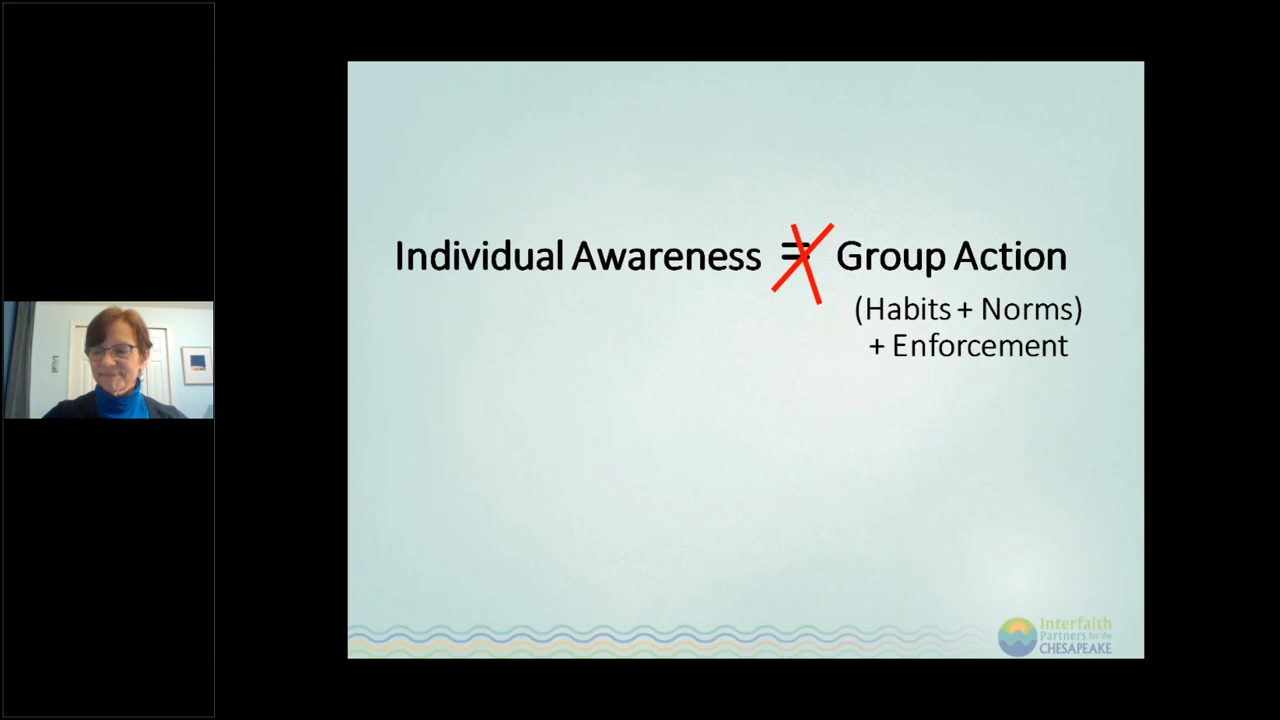 Individual Awareness = Group Action
(Habits + Norms)
+ Enforcement
Interfaith
Partners for the
CHESAPEAKE